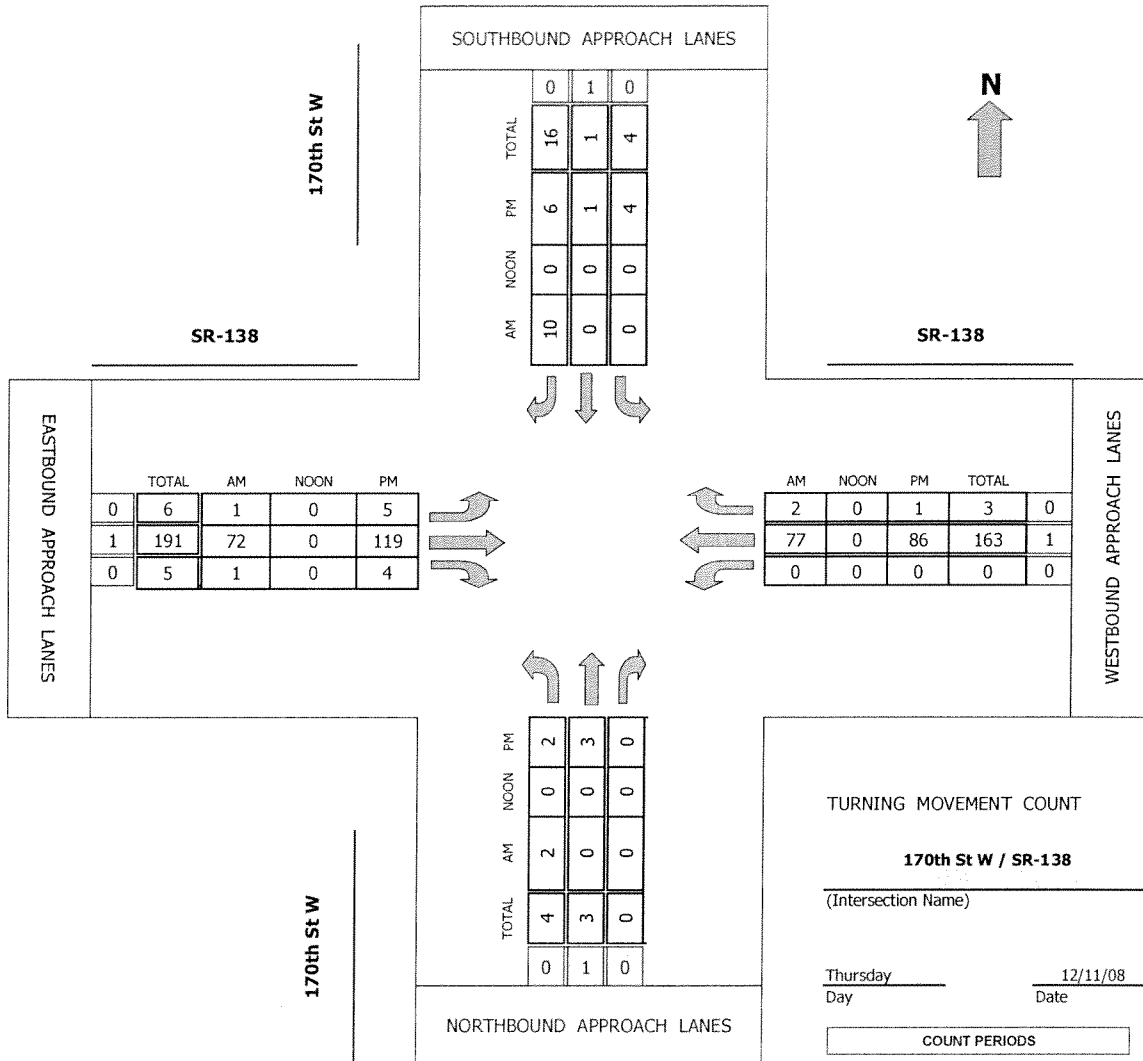 SOUTHBOUND APPROACH LANES
0 1 0
TOTAL 16 1 4
PM 6 1 4
NOON 0 0 0
AM 10 0 0
170th St W
N
SR-138
SR-138
EASTBOUND APPROACH LANES
TOTAL AM NOON PM
0 6 1 0 5
1 191 72 0 119
0 5 1 0 4
AM NOON PM TOTAL
2 0 1 3 0
77 0 86 163 1
0 0 0 0 0
WESTBOUND APPROACH LANES
PM 2 3 0
NOON 0 0 0
AM 2 0 0
TOTAL 4 3 0
0 1 0
NORTHBOUND APPROACH LANES
170th St W
TURNING MOVEMENT COUNT
170th St W / SR-138
(Intersection Name)
Thursday 12/11/08
Day Date
COUNT PERIODS